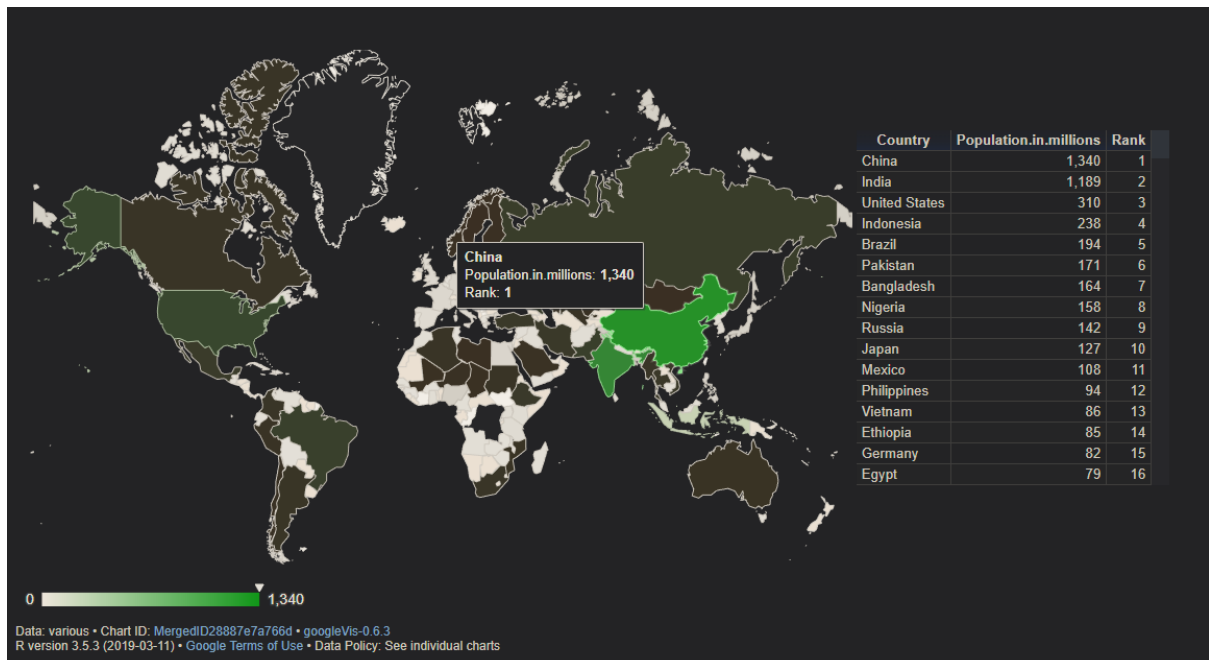 China
Population.in.millions: 1,340
Rank: 1
Country Population.in.millions Rank
China 1,340 1
India 1,189 2
United States 310 3
Indonesia 238 4
Brazil 194 5
Pakistan 171 6
Bangladesh 164 7
Nigeria 158 8
Russia 142 9
Japan 127 10
Mexico 108 11
Philippines 94 12
Vietnam 86 13
Ethiopia 85 14
Germany 82 15
Egypt 79 16
0 1,340
Data: various • Chart ID: MergedID28887e7a766d • googleVis-0.6.3
R version 3.5.3 (2019-03-11) • Google Terms of Use • Data Policy: See individual charts